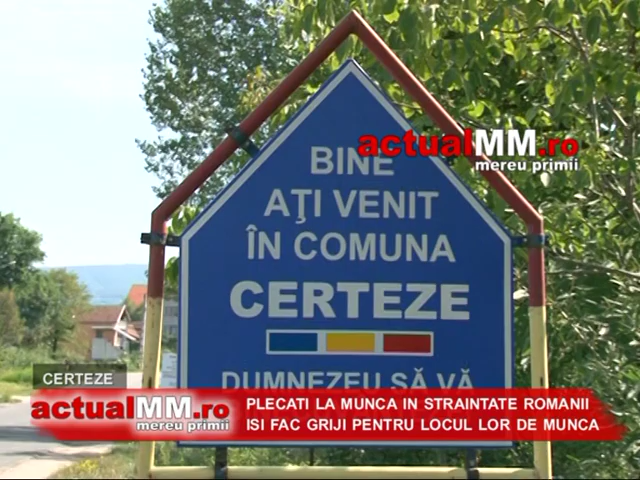 actualMM.ro
mereu primii
BINE
AŢI VENIT
ÎN COMUNA
CERTEZE
DUMNEZEU SĂ VĂ
CERTEZE
actualMM.ro
mereu primii
PLECATI LA MUNCA IN STRAINTATE ROMANII
ISI FAC GRIJI PENTRU LOCUL LOR DE MUNCA